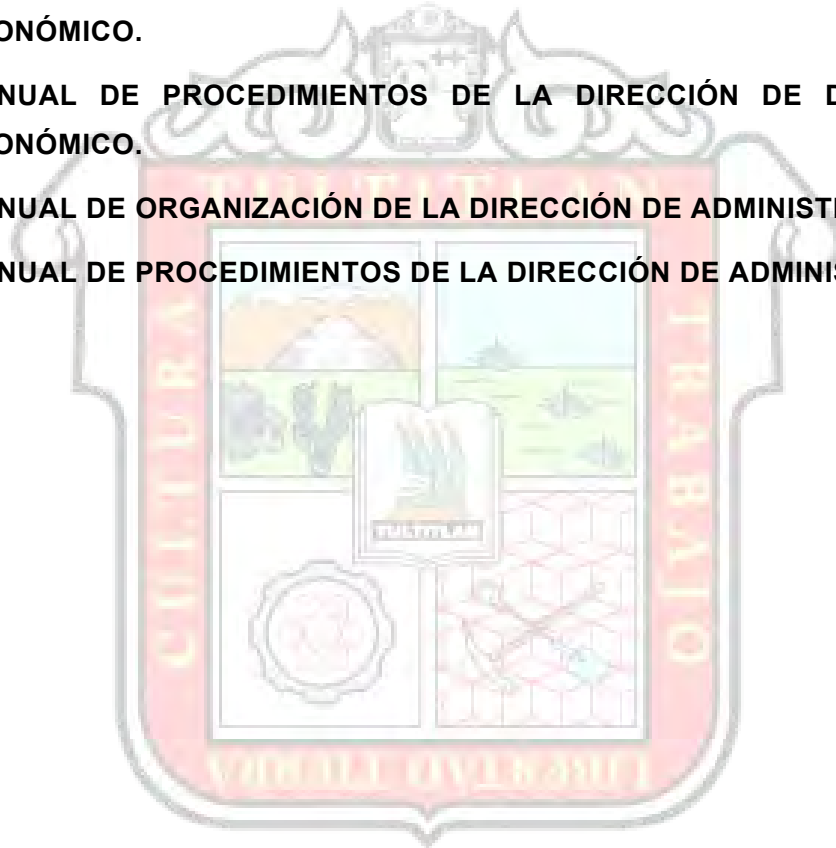 ONÓMICO.
NUAL DE PROCEDIMIENTOS DE LA DIRECCIÓN DE D
ONÓMICO.
TULTITLAN
NUAL DE ORGANIZACIÓN DE LA DIRECCIÓN DE ADMINIST
NUAL DE PROCEDIMIENTOS DE LA DIRECCIÓN DE ADMINIS
CULTURA
TRABAJO
TULTITLAN